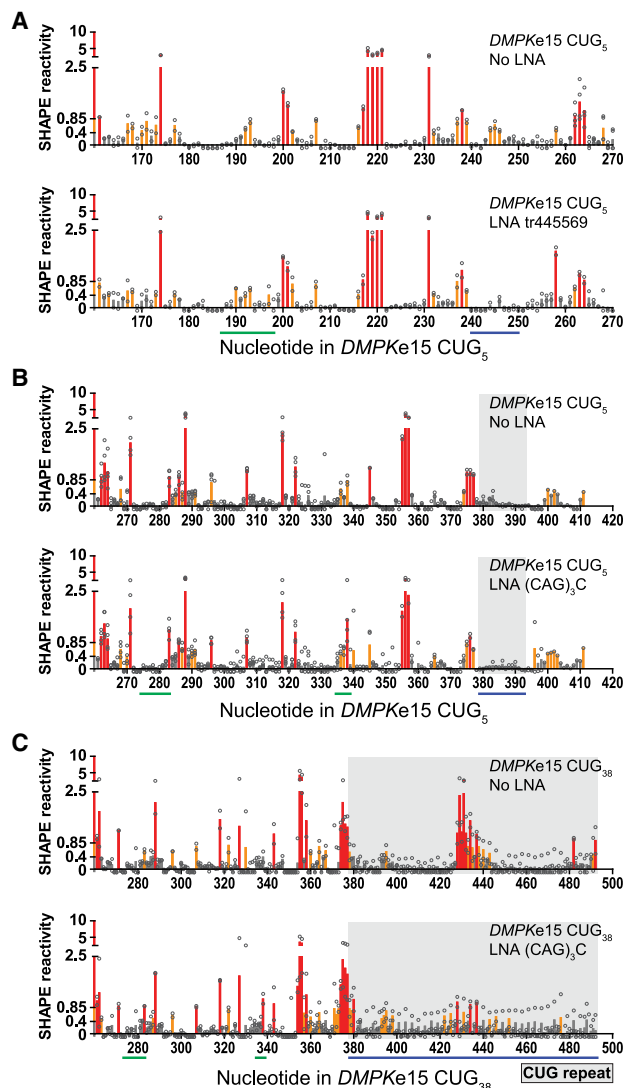 A
SHAPE reactivity
10
5
2.5
0.85
0.4
0
DMPKe15 CUG5
No LNA
170 180 190 200 210 220 230 240 250 260 270
SHAPE reactivity
10
5
2.5
0.85
0.4
0
DMPKe15 CUG5
LNA tr445569
170 180 190 200 210 220 230 240 250 260 270
Nucleotide in DMPKe15 CUG5
B
SHAPE reactivity
10
5
2.5
0.85
0.4
0
DMPKe15 CUG5
No LNA
270 280 290 300 310 320 330 340 350 360 370 380 390 400 410 420
SHAPE reactivity
10
5
2.5
0.85
0.4
0
DMPKe15 CUG5
LNA (CAG)3C
270 280 290 300 310 320 330 340 350 360 370 380 390 400 410 420
Nucleotide in DMPKe15 CUG5
C
SHAPE reactivity
10
5
2.5
0.85
0.4
0
DMPKe15 CUG38
No LNA
280 300 320 340 360 380 400 420 440 460 480 500
SHAPE reactivity
10
5
2.5
0.85
0.4
0
DMPKe15 CUG38
LNA (CAG)3C
280 300 320 340 360 380 400 420 440 460 480 500
Nucleotide in DMPKe15 CUG38
CUG repeat